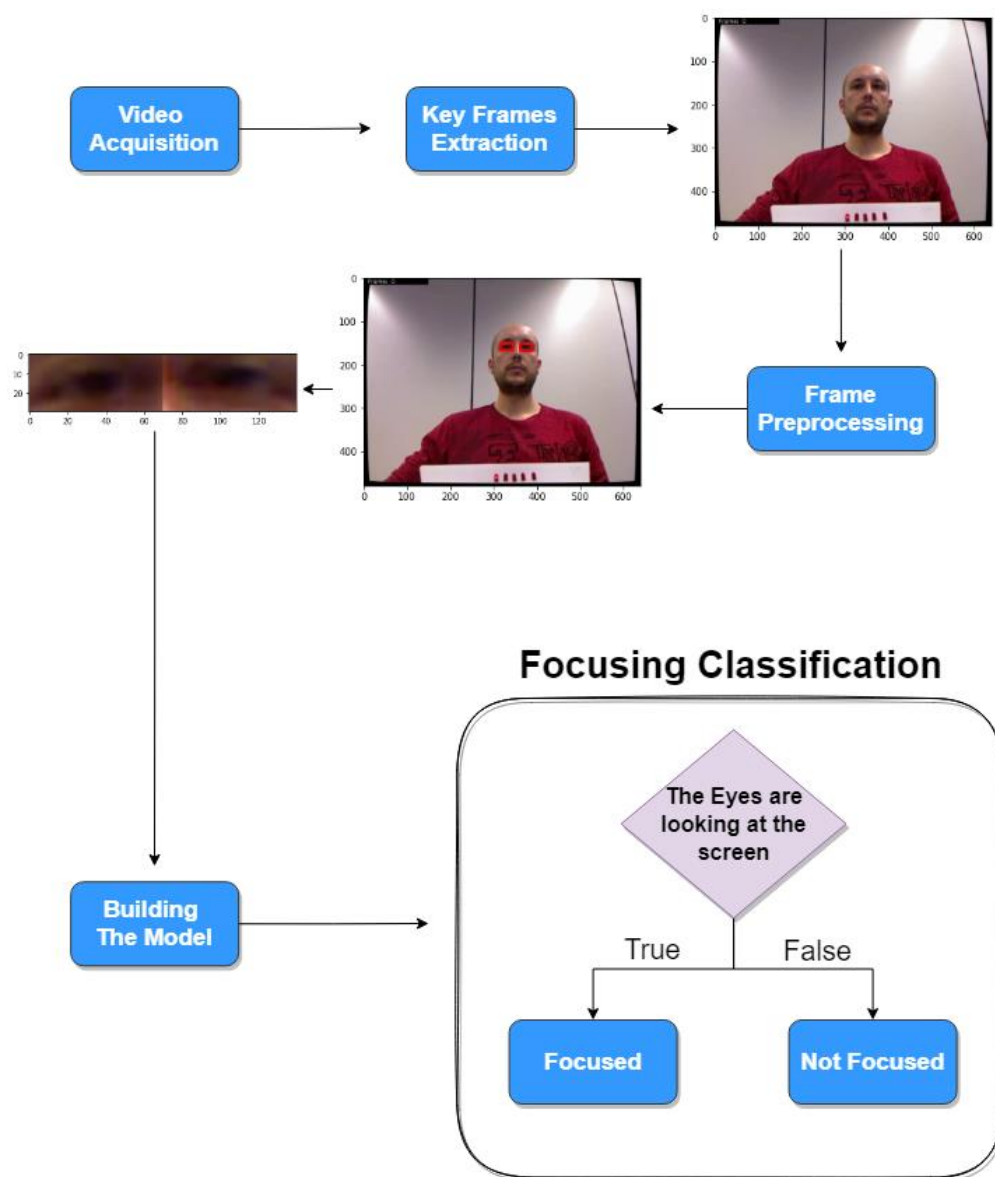 Video
Acquisition
Key Frames
Extraction
0
100
200
300
400
0 100 200 300 400 500 600
Frame
Preprocessing
0
100
200
300
400
0 100 200 300 400 500 600
0
10
20
0 20 40 60 80 100 120
Focusing Classification
The Eyes are
looking at the
screen
Building
The Model
True False
Focused
Not Focused